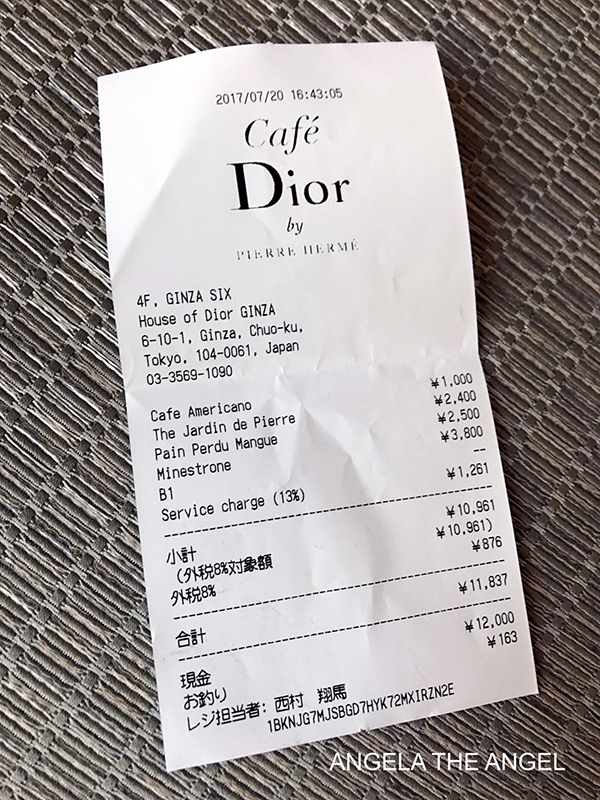 2017/07/20 16:43:05
Café
Dior
by
PIERRE HERMÉ
4F, GINZA SIX
House of Dior GINZA
6-10-1, Ginza, Chuo-ku,
Tokyo, 104-0061, Japan
03-3569-1090
Cafe Americano ¥1,000
The Jardin de Pierre ¥2,400
Pain Perdu Mangue ¥2,500
Minestrone ¥3,800
B1 --
Service charge (13%) ¥1,261
小計 ¥10,961
(外税8%対象額 ¥10,961)
外税8% ¥876
合計 ¥11,837
現金 ¥12,000
お釣り ¥163
レジ担当者: 西村 翔馬
1BKNJG7MJSBGD7HYK72MXIRZN2E
ANGELA THE ANGEL